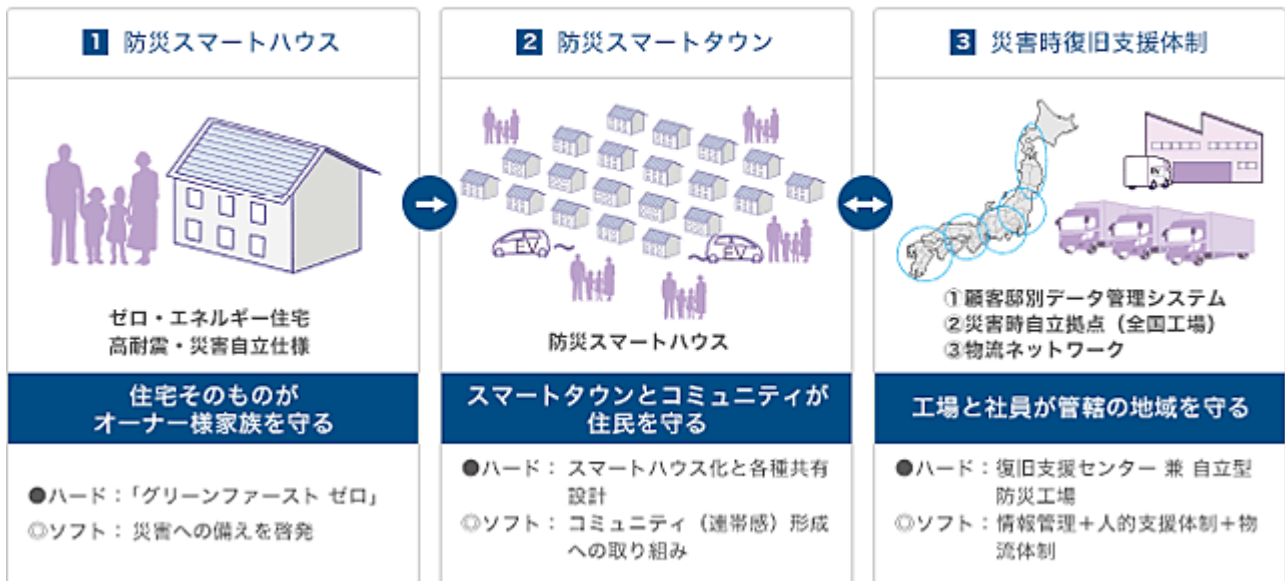 1 防災スマートハウス
ゼロ・エネルギー住宅
高耐震・災害自立仕様
住宅そのものが
オーナー様家族を守る
●ハード：「グリーンファースト ゼロ」
◎ソフト：災害への備えを啓発
2 防災スマートタウン
EV
EV
防災スマートハウス
スマートタウンとコミュニティが
住民を守る
●ハード： スマートハウス化と各種共有
設計
◎ソフト： コミュニティ（連帯感）形成
への取り組み
3 災害時復旧支援体制
EV
①顧客邸別データ管理システム
②災害時自立拠点（全国工場）
③物流ネットワーク
工場と社員が管轄の地域を守る
●ハード：復旧支援センター 兼 自立型
防災工場
◎ソフト：情報管理＋人的支援体制＋物
流体制